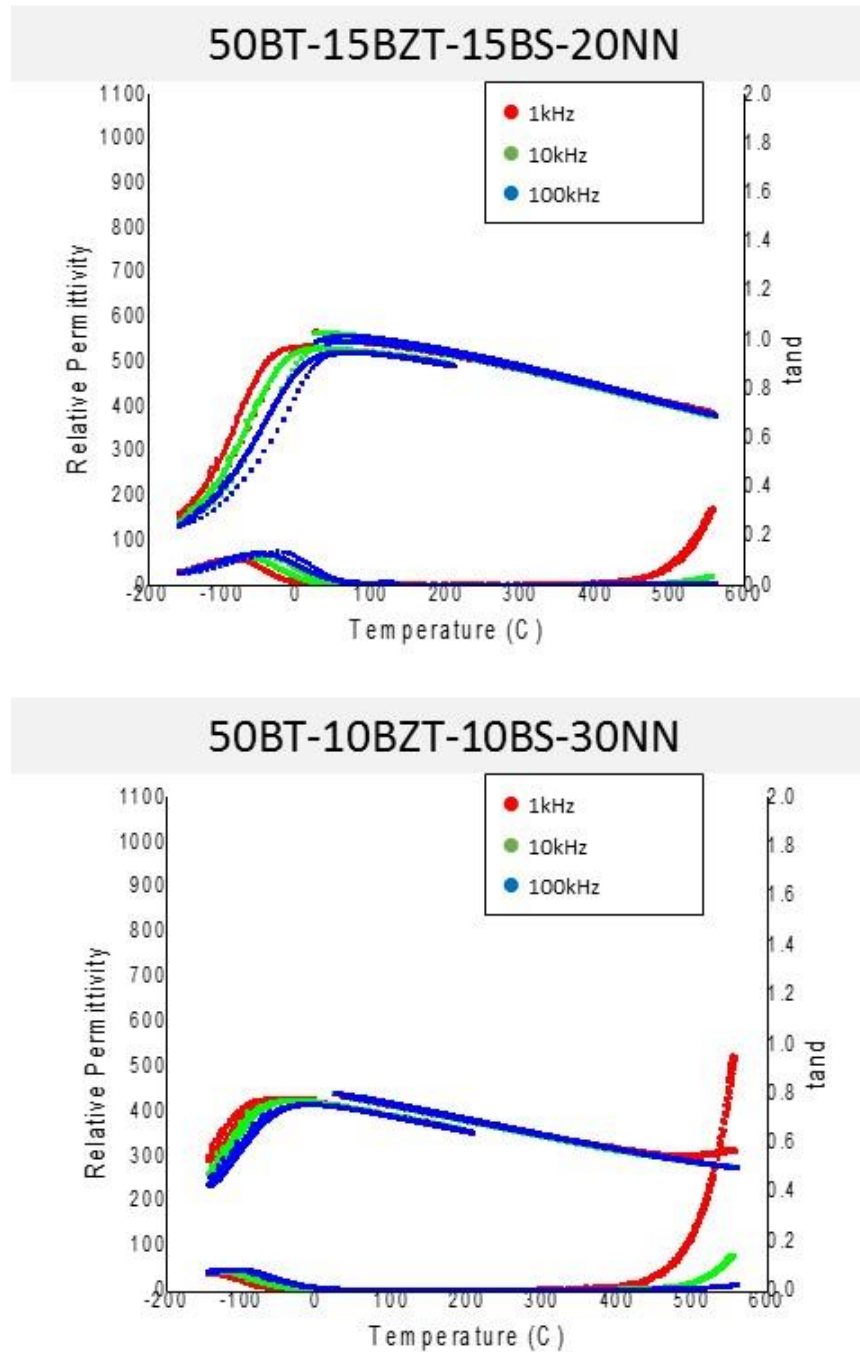 50BT-15BZT-15BS-20NN
1100
1000
900
800
700
600
500
400
300
200
100
0
Relative Permittivity
1kHz
10kHz
100kHz
2.0
1.8
1.6
1.4
1.2
1.0
0.8
0.6
0.4
0.2
0.0
tand
-200 -100 0 100 200 300 400 500 600
Temperature (C)
50BT-10BZT-10BS-30NN
1100
1000
900
800
700
600
500
400
300
200
100
0
Relative Permittivity
1kHz
10kHz
100kHz
2.0
1.8
1.6
1.4
1.2
1.0
0.8
0.6
0.4
0.2
0.0
tand
-200 -100 0 100 200 300 400 500 600
Temperature (C)